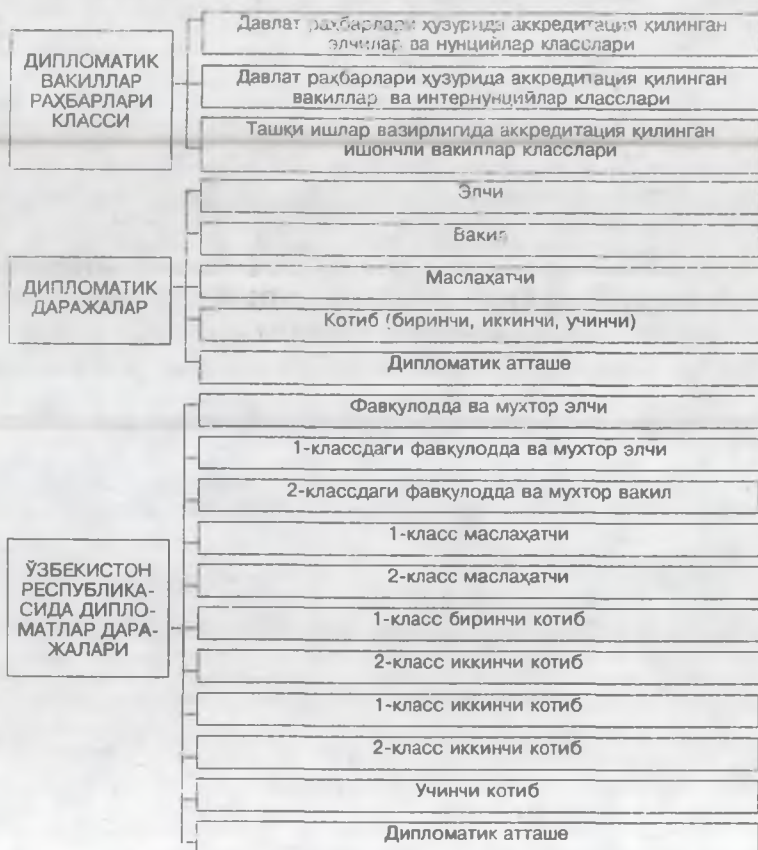 ДИПЛОМАТИК
ВАКИЛЛАР
РАҲБАРЛАРИ
КЛАССИ
Давлат раҳбарлари ҳузурида аккредитация қилинган
элчилар ва нунцийлар класслари
Давлат раҳбарлари ҳузурида аккредитация қилинган
вакиллар ва интернунцийлар класслари
Ташқи ишлар вазирлигида аккредитация қилинган
ишончли вакиллар класслари
ДИПЛОМАТИК
ДАРАЖАЛАР
Элчи
Вакил
Маслаҳатчи
Котиб (биринчи, иккинчи, учинчи)
Дипломатик атташе
ЎЗБЕКИСТОН
РЕСПУБЛИКА-
СИДА ДИПЛО-
МАТЛАР ДАРА-
ЖАЛАРИ
Фавқулодда ва мухтор элчи
1-классдаги фавқулодда ва мухтор элчи
2-классдаги фавқулодда ва мухтор вакил
1-класс маслаҳатчи
2-класс маслаҳатчи
1-класс биринчи котиб
2-класс иккинчи котиб
1-класс иккинчи котиб
2-класс иккинчи котиб
Учинчи котиб
Дипломатик атташе